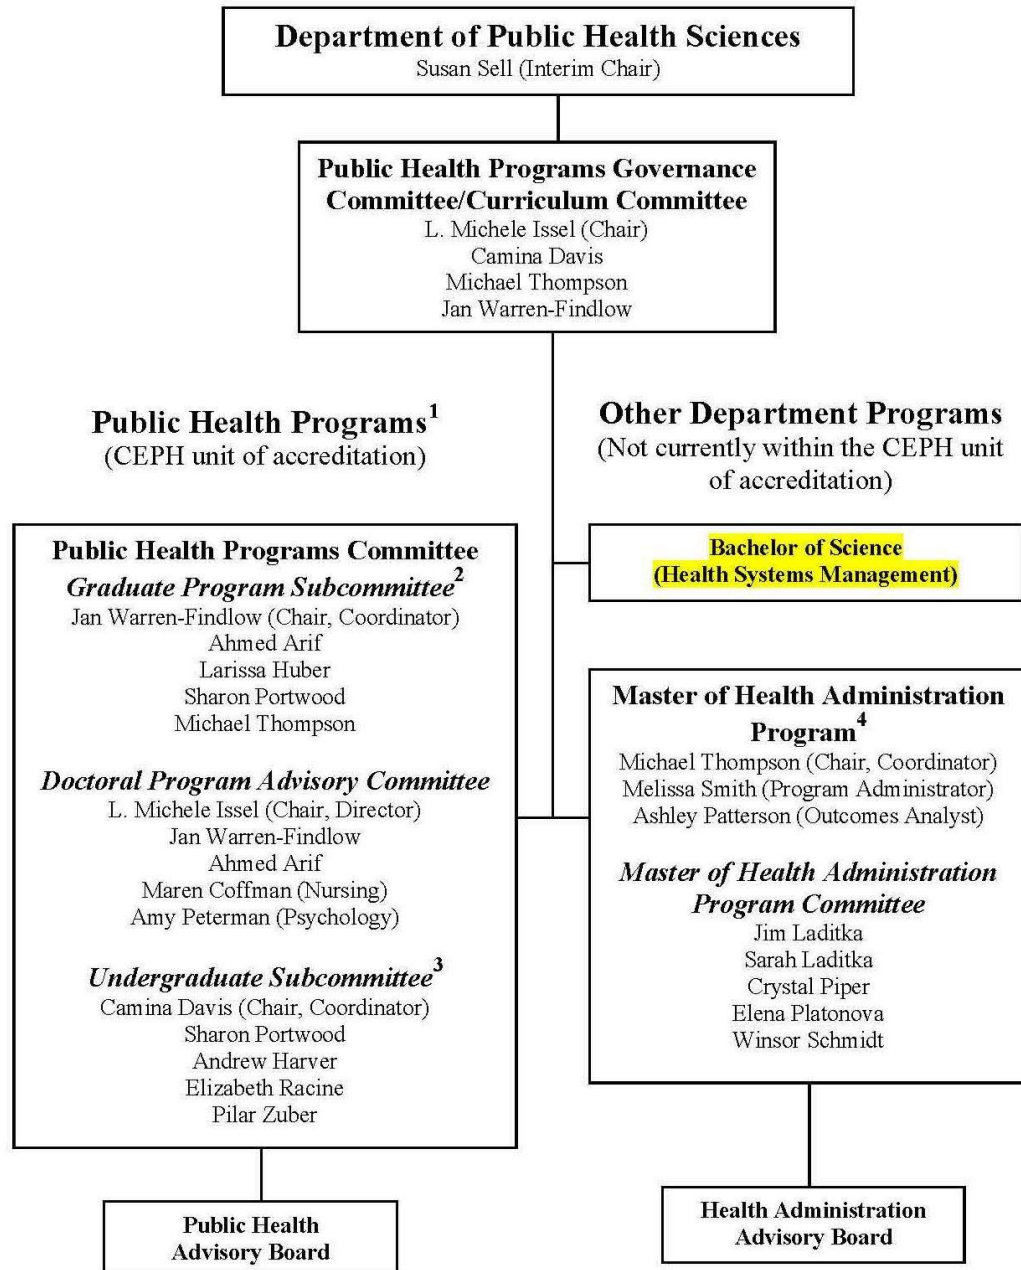 Department of Public Health Sciences
Susan Sell (Interim Chair)
Public Health Programs Governance
Committee/Curriculum Committee
L. Michele Issel (Chair)
Camina Davis
Michael Thompson
Jan Warren-Findlow
Public Health Programs1
(CEPH unit of accreditation)
Other Department Programs
(Not currently within the CEPH unit
of accreditation)
Public Health Programs Committee
Graduate Program Subcommittee2
Jan Warren-Findlow (Chair, Coordinator)
Ahmed Arif
Larissa Huber
Sharon Portwood
Michael Thompson
Doctoral Program Advisory Committee
L. Michele Issel (Chair, Director)
Jan Warren-Findlow
Ahmed Arif
Maren Coffman (Nursing)
Amy Peterman (Psychology)
Undergraduate Subcommittee3
Camina Davis (Chair, Coordinator)
Sharon Portwood
Andrew Harver
Elizabeth Racine
Pilar Zuber
Public Health
Advisory Board
Bachelor of Science
(Health Systems Management)
Master of Health Administration
Program4
Michael Thompson (Chair, Coordinator)
Melissa Smith (Program Administrator)
Ashley Patterson (Outcomes Analyst)
Master of Health Administration
Program Committee
Jim Laditka
Sarah Laditka
Crystal Piper
Elena Platonova
Winsor Schmidt
Health Administration
Advisory Board